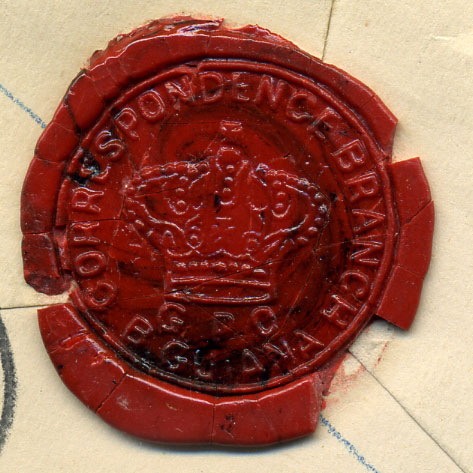 CORRESPONDENCE BRANCH
G P O
B. GUIANA